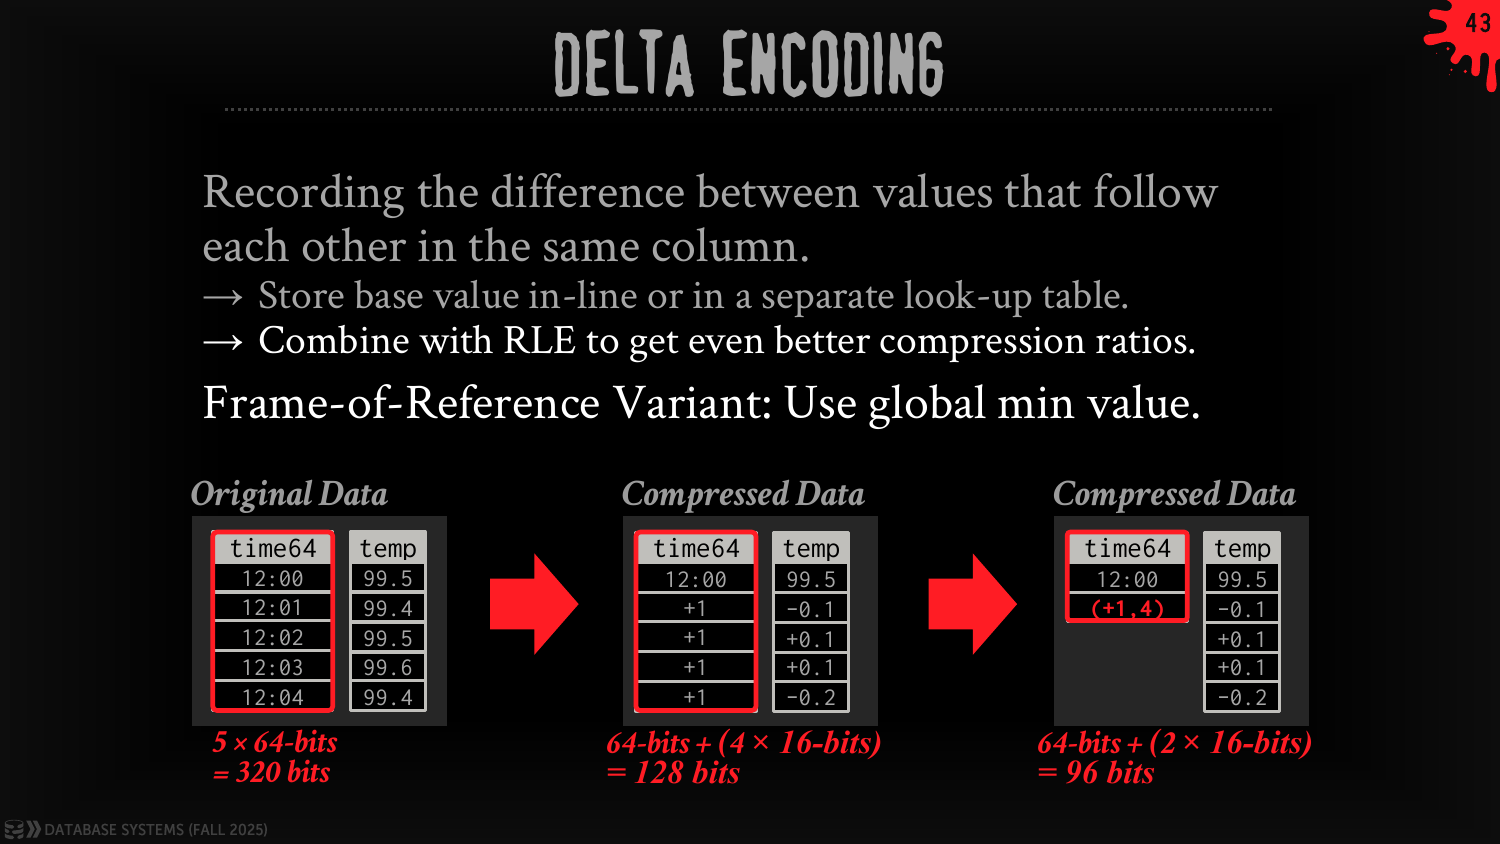 43
DELTA ENCODING
Recording the difference between values that follow
each other in the same column.
→ Store base value in-line or in a separate look-up table.
→ Combine with RLE to get even better compression ratios.
Frame-of-Reference Variant: Use global min value.
Original Data
time64 temp
12:00 99.5
12:01 99.4
12:02 99.5
12:03 99.6
12:04 99.4
5 × 64-bits
= 320 bits
Compressed Data
time64 temp
12:00 99.5
+1 -0.1
+1 +0.1
+1 +0.1
+1 -0.2
64-bits + (4 × 16-bits)
= 128 bits
Compressed Data
time64 temp
12:00 99.5
(+1,4) -0.1
+0.1
+0.1
-0.2
64-bits + (2 × 16-bits)
= 96 bits
DATABASE SYSTEMS (FALL 2025)